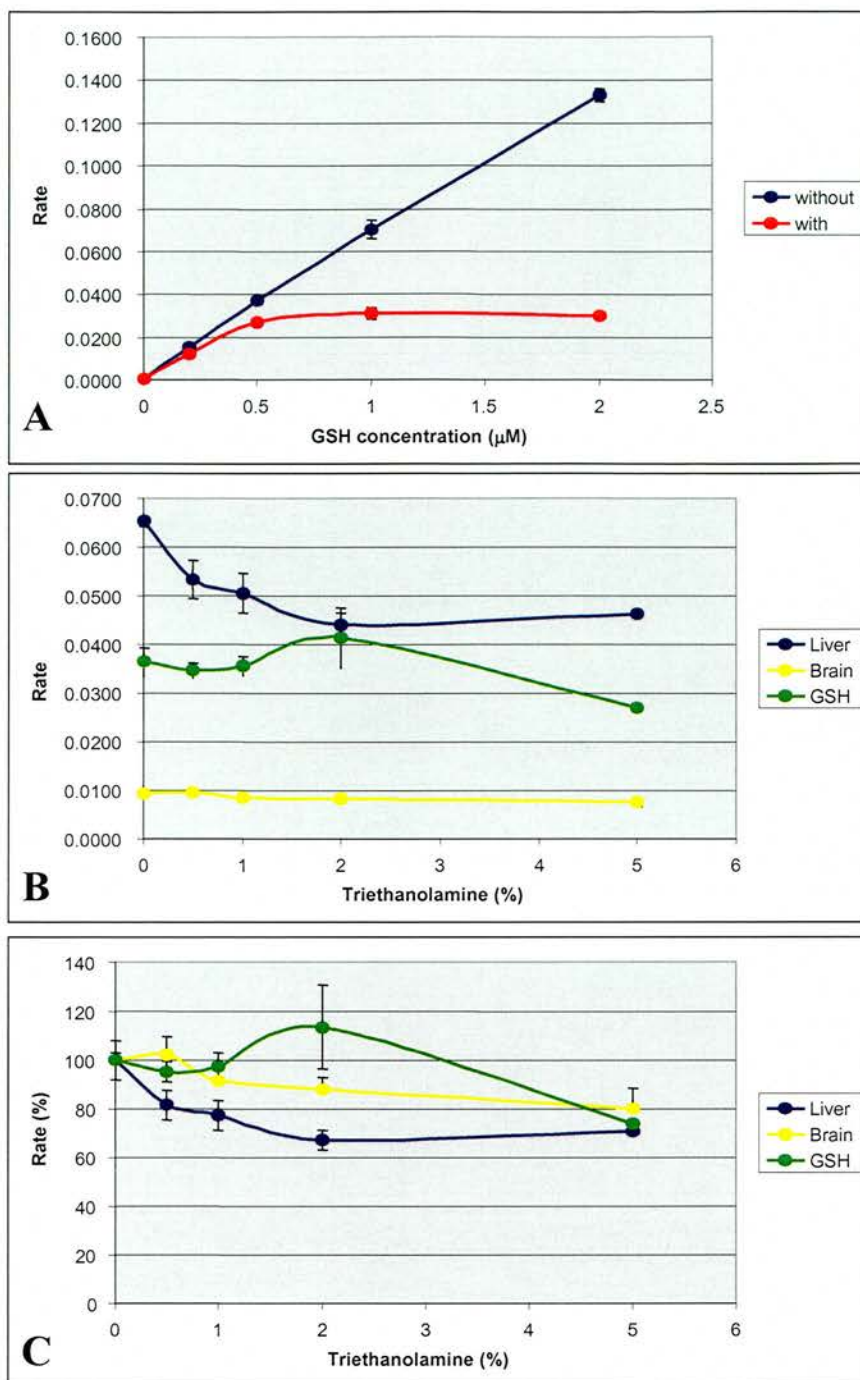 0.1600
0.1400
0.1200
0.1000
0.0800
0.0600
0.0400
0.0200
0.0000
Rate
0 0.5 1 1.5 2 2.5
GSH concentration (μM)
without
with
A
0.0700
0.0600
0.0500
0.0400
0.0300
0.0200
0.0100
0.0000
Rate
0 1 2 3 4 5 6
Triethanolamine (%)
Liver
Brain
GSH
B
140
120
100
80
60
40
20
0
Rate (%)
0 1 2 3 4 5 6
Triethanolamine (%)
Liver
Brain
GSH
C